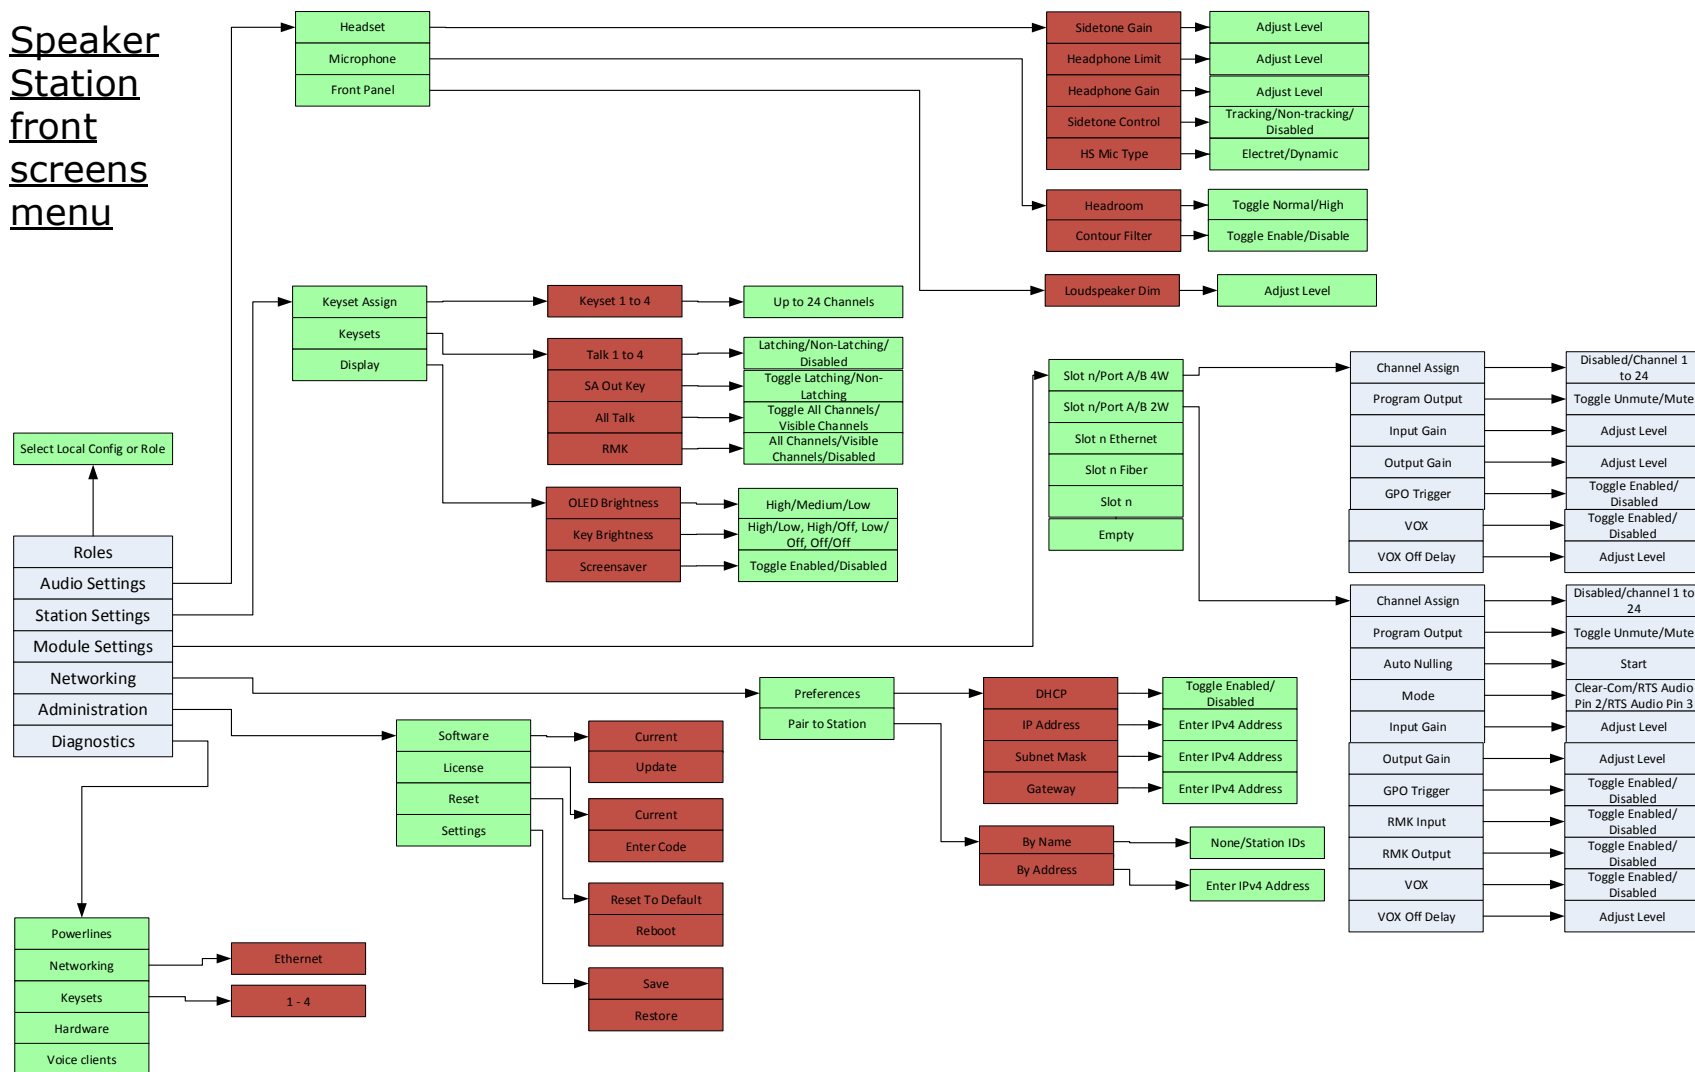 Speaker
Station
front
screens
menu
Headset
Microphone
Front Panel
Sidetone Gain
Adjust Level
Headphone Limit
Adjust Level
Headphone Gain
Adjust Level
Sidetone Control
Tracking/Non-tracking/
Disabled
HS Mic Type
Electret/Dynamic
Headroom
Toggle Normal/High
Contour Filter
Toggle Enable/Disable
Loudspeaker Dim
Adjust Level
Keyset Assign
Keysets
Display
Keyset 1 to 4
Up to 24 Channels
Talk 1 to 4
Latching/Non-Latching/
Disabled
SA Out Key
Toggle Latching/Non-
Latching
All Talk
Toggle All Channels/
Visible Channels
RMK
All Channels/Visible
Channels/Disabled
OLED Brightness
High/Medium/Low
Key Brightness
High/Low, High/Off, Low/
Off, Off/Off
Screensaver
Toggle Enabled/Disabled
Slot n/Port A/B 4W
Slot n/Port A/B 2W
Slot n Ethernet
Slot n Fiber
Slot n
Empty
Channel Assign
Disabled/Channel 1
to 24
Program Output
Toggle Unmute/Mute
Input Gain
Adjust Level
Output Gain
Adjust Level
GPO Trigger
Toggle Enabled/
Disabled
VOX
Toggle Enabled/
Disabled
VOX Off Delay
Adjust Level
Channel Assign
Disabled/channel 1 to
24
Program Output
Toggle Unmute/Mute
Auto Nulling
Start
Mode
Clear-Com/RTS Audio
Pin 2/RTS Audio Pin 3
Input Gain
Adjust Level
Output Gain
Adjust Level
GPO Trigger
Toggle Enabled/
Disabled
RMK Input
Toggle Enabled/
Disabled
RMK Output
Toggle Enabled/
Disabled
VOX
Toggle Enabled/
Disabled
VOX Off Delay
Adjust Level
Select Local Config or Role
Roles
Audio Settings
Station Settings
Module Settings
Networking
Administration
Diagnostics
Preferences
Pair to Station
DHCP
Toggle Enabled/
Disabled
IP Address
Enter IPv4 Address
Subnet Mask
Enter IPv4 Address
Gateway
Enter IPv4 Address
By Name
None/Station IDs
By Address
Enter IPv4 Address
Software
License
Reset
Settings
Current
Update
Current
Enter Code
Reset To Default
Reboot
Save
Restore
Powerlines
Networking
Keysets
Hardware
Voice clients
Ethernet
1 - 4